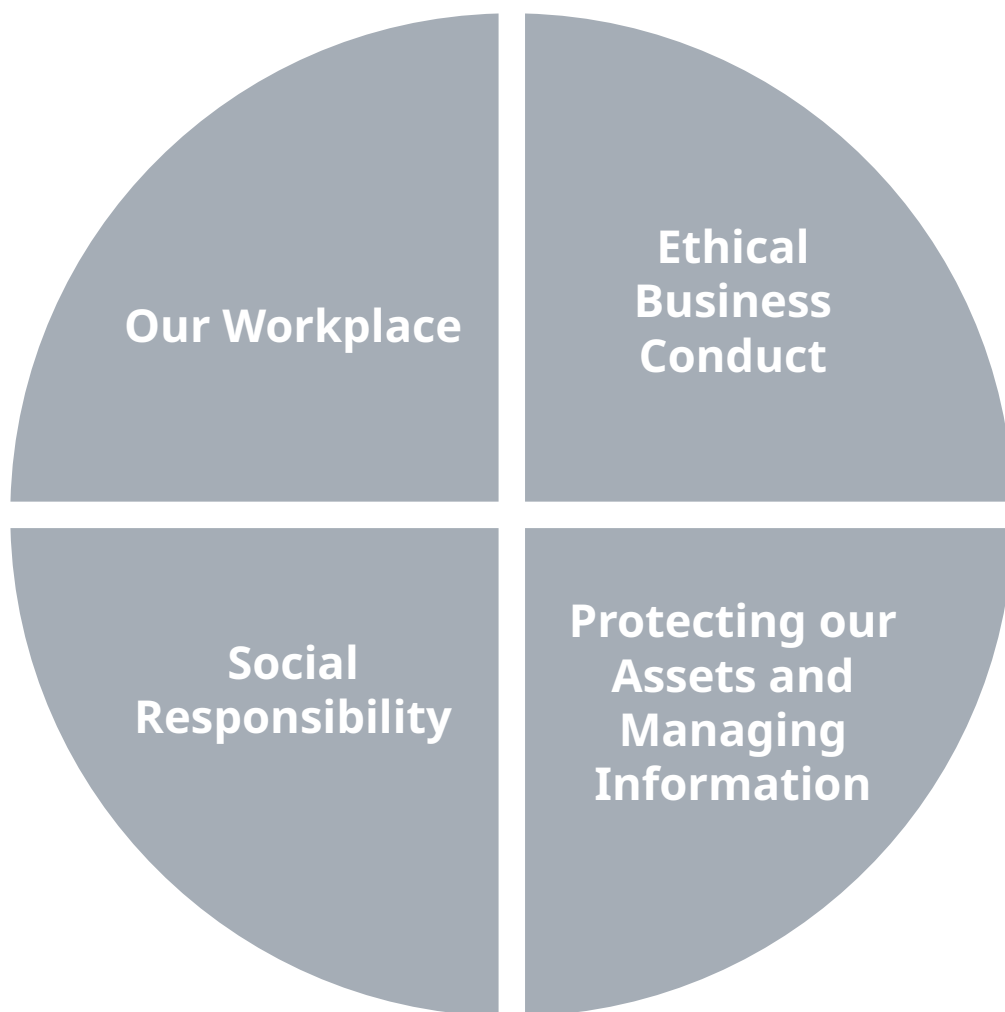 Our Workplace
Ethical
Business
Conduct
Social
Responsibility
Protecting our
Assets and
Managing
Information